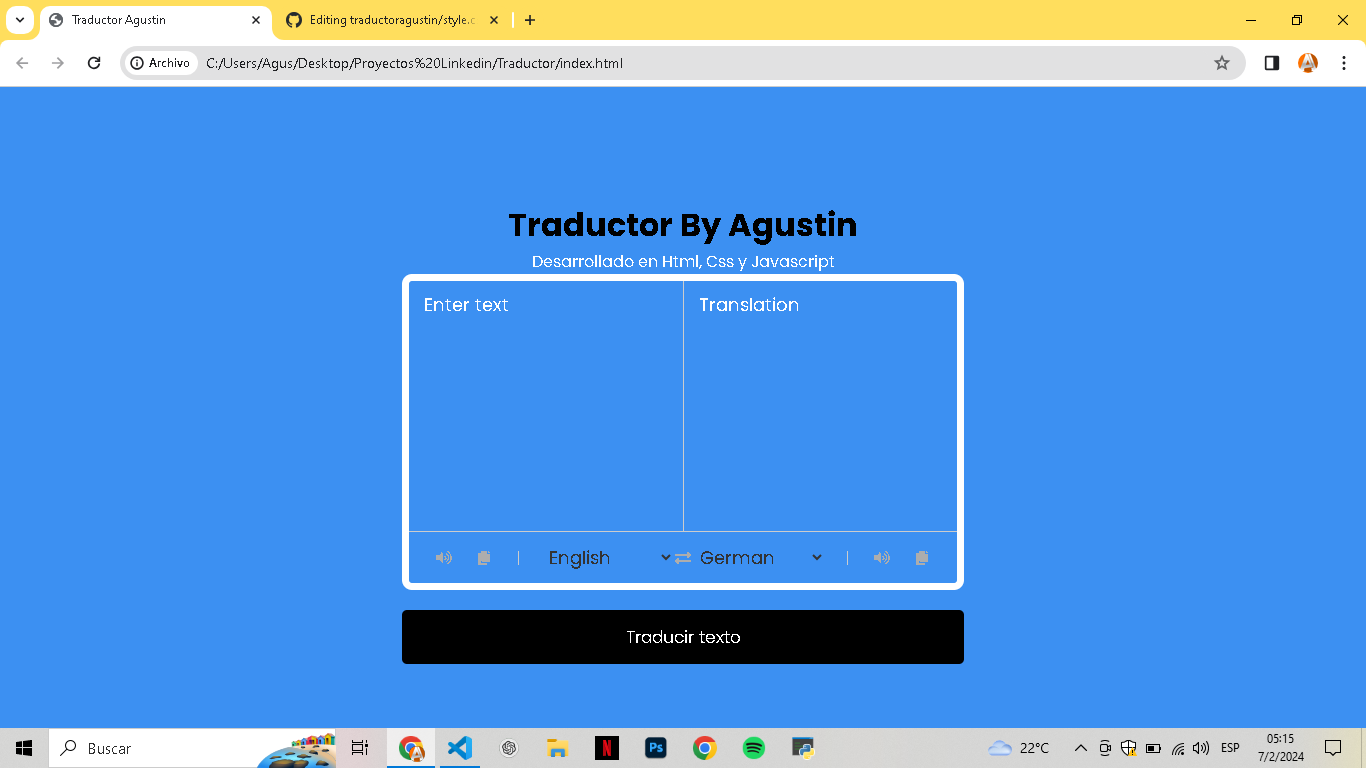 Traductor Agustin
Editing traductoragustin/style.c
Archivo
C:/Users/Agus/Desktop/Proyectos%20Linkedin/Traductor/index.html
Traductor By Agustin
Desarrollado en Html, Css y Javascript
Enter text
Translation
English
German
Traducir texto
Buscar
N
Ps
22°C
ESP
05:15
7/2/2024